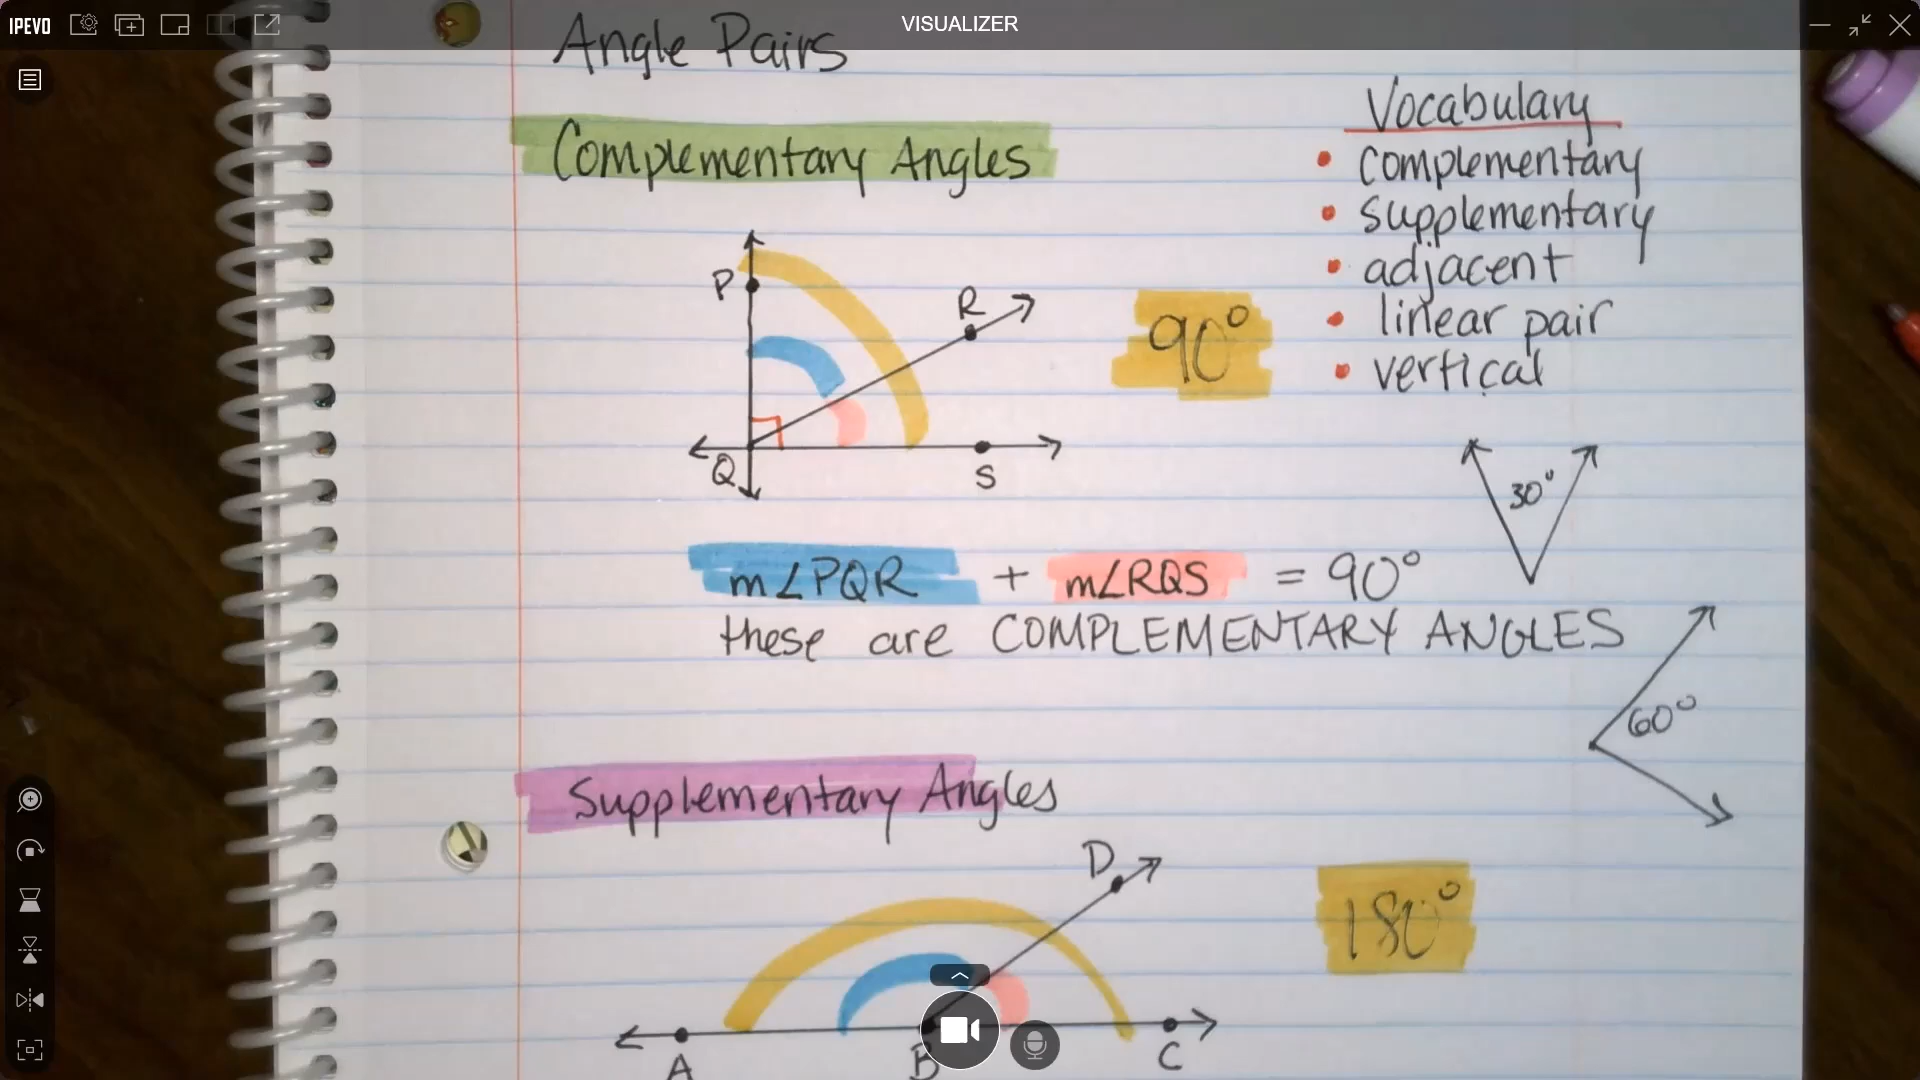 IPEVO
VISUALIZER
Angle Pairs
Complementary Angles
P
R
Q
S
90°
Vocabulary
• complementary
• supplementary
• adjacent
• linear pair
• vertical
30°
m∠PQR + m∠RQS = 90°
these are COMPLEMENTARY ANGLES
60°
Supplementary Angles
D
A
B
C
180°